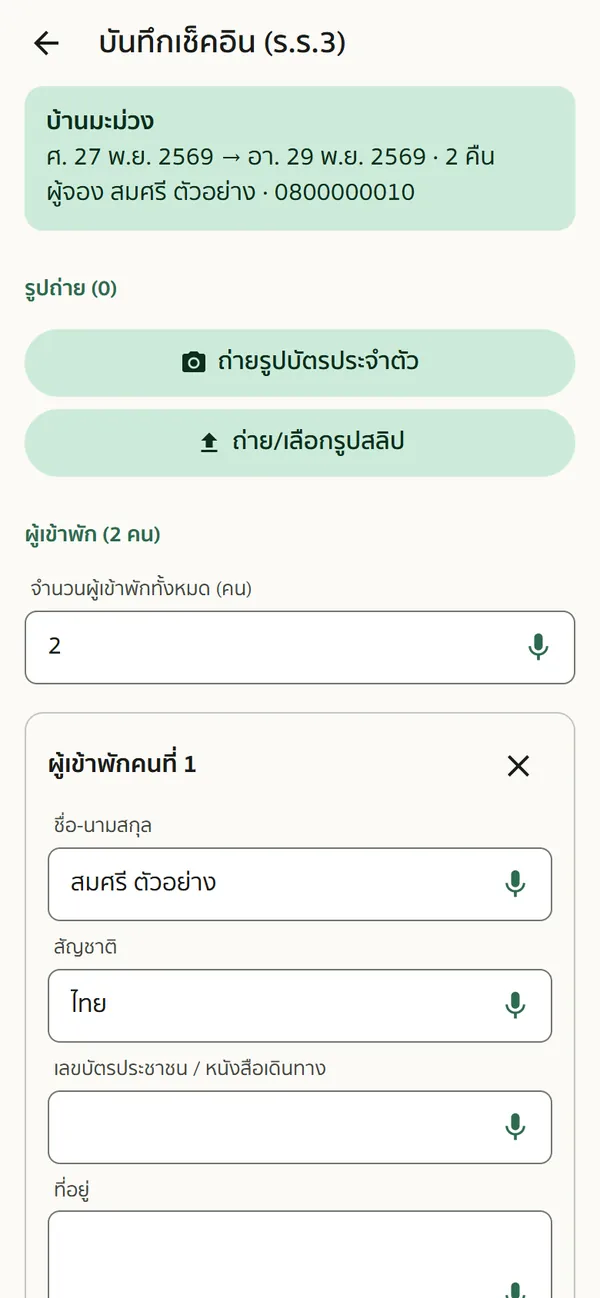 บันทึกเช็คอิน (ร.ร.3)
บ้านมะม่วง
ศ. 27 พ.ย. 2569 → อา. 29 พ.ย. 2569 · 2 คืน
ผู้จอง สมศรี ตัวอย่าง · 0800000010
รูปถ่าย (0)
ถ่ายรูปบัตรประจำตัว
ถ่าย/เลือกรูปสลิป
ผู้เข้าพัก (2 คน)
จำนวนผู้เข้าพักทั้งหมด (คน)
2
ผู้เข้าพักคนที่ 1
ชื่อ-นามสกุล
สมศรี ตัวอย่าง
สัญชาติ
ไทย
เลขบัตรประชาชน / หนังสือเดินทาง
ที่อยู่